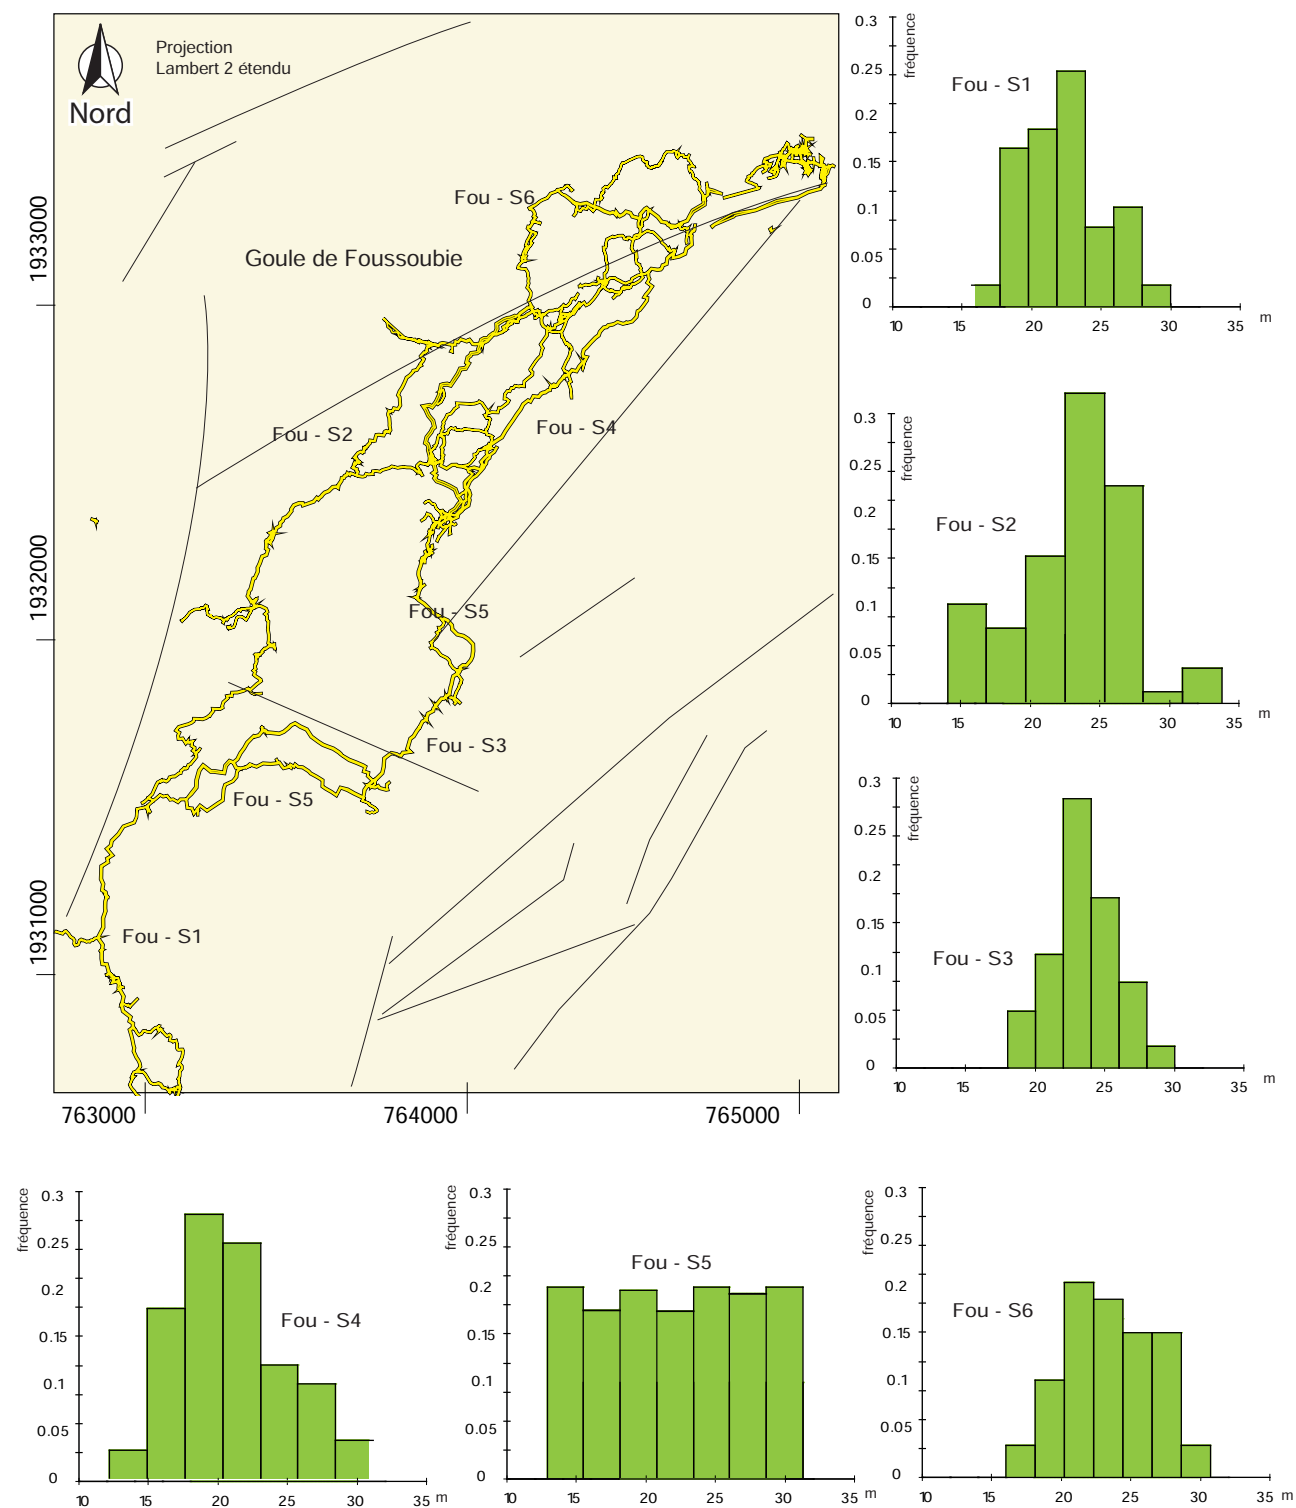 Projection
Lambert 2 étendu
Nord
Fou - S6
Goule de Foussoubie
Fou - S2
Fou - S4
Fou - S5
Fou - S3
Fou - S5
Fou - S1
1933000
1932000
1931000
763000
764000
765000
fréquence
Fou - S1
0.3
0.25
0.2
0.15
0.1
0.05
0
10 15 20 25 30 35 m
fréquence
Fou - S2
0.3
0.25
0.2
0.15
0.1
0.05
0
10 15 20 25 30 35 m
fréquence
Fou - S3
0.3
0.25
0.2
0.15
0.1
0.05
0
10 15 20 25 30 35 m
fréquence
Fou - S4
0.3
0.25
0.2
0.15
0.1
0.05
0
10 15 20 25 30 35 m
fréquence
Fou - S5
0.3
0.25
0.2
0.15
0.1
0.05
0
10 15 20 25 30 35 m
fréquence
Fou - S6
0.3
0.25
0.2
0.15
0.1
0.05
0
10 15 20 25 30 35 m